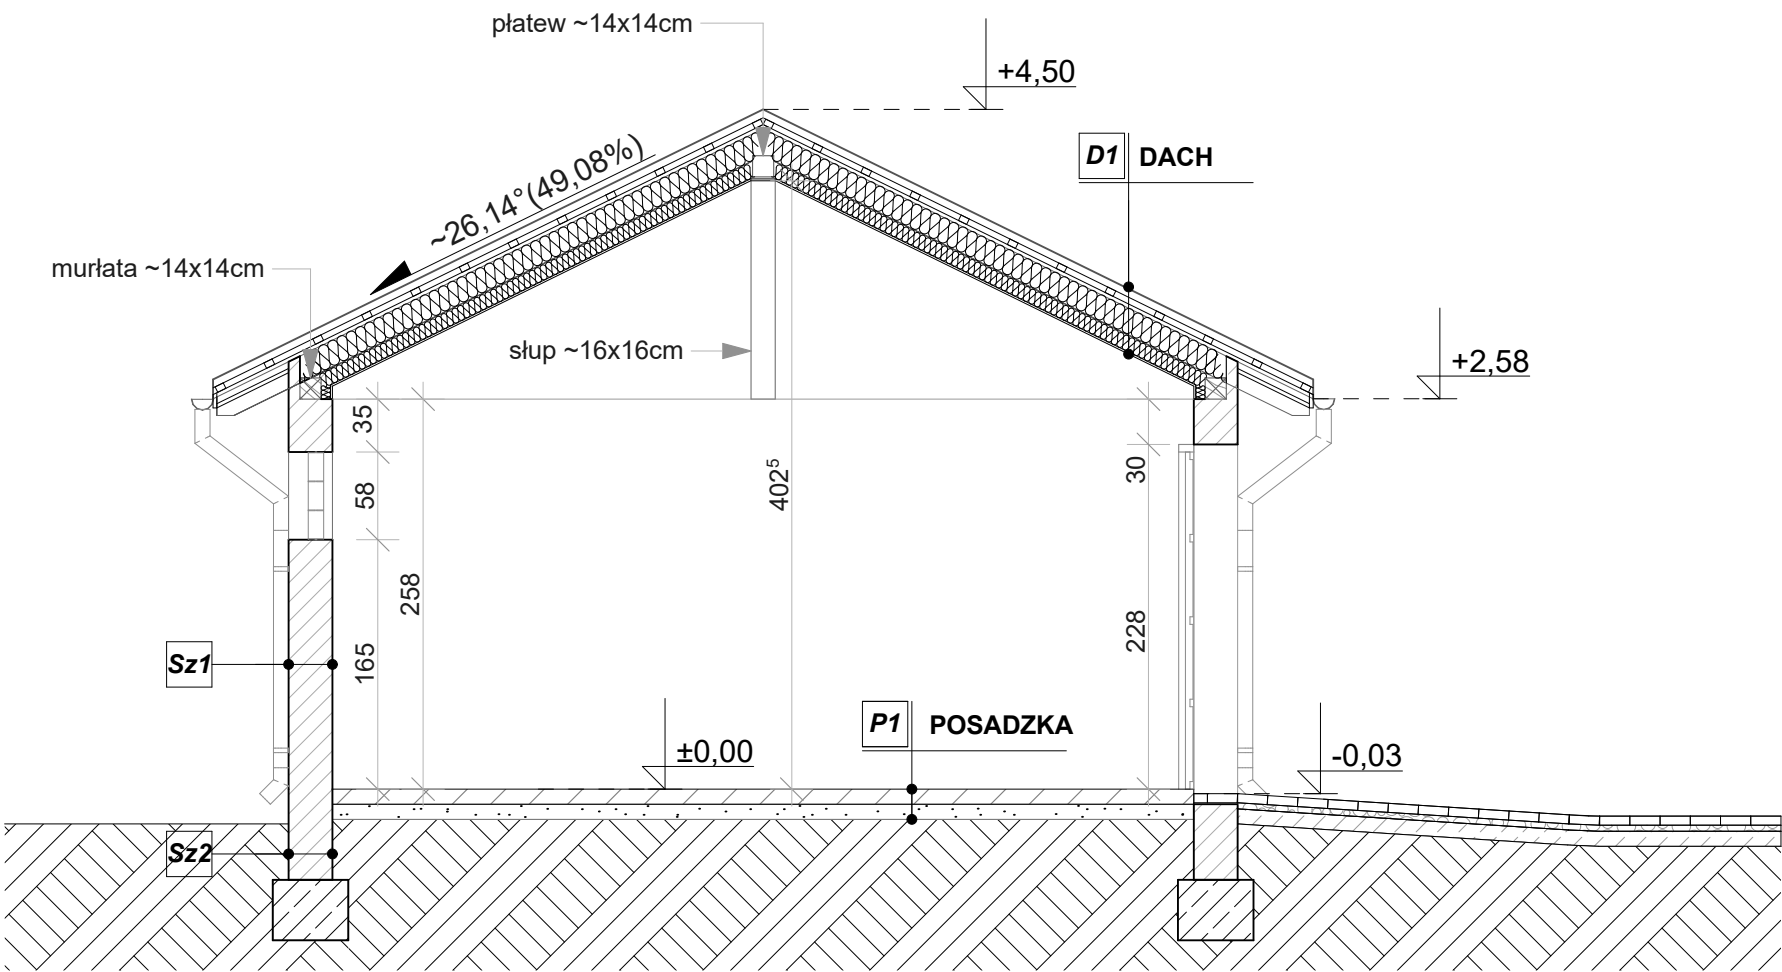 płatew ~14x14cm
+4,50
D1 DACH
~26,14°(49,08%)
murłata ~14x14cm
słup ~16x16cm
+2,58
35
58
402⁵
30
258
165
228
Sz1
P1 POSADZKA
±0,00
-0,03
Sz2